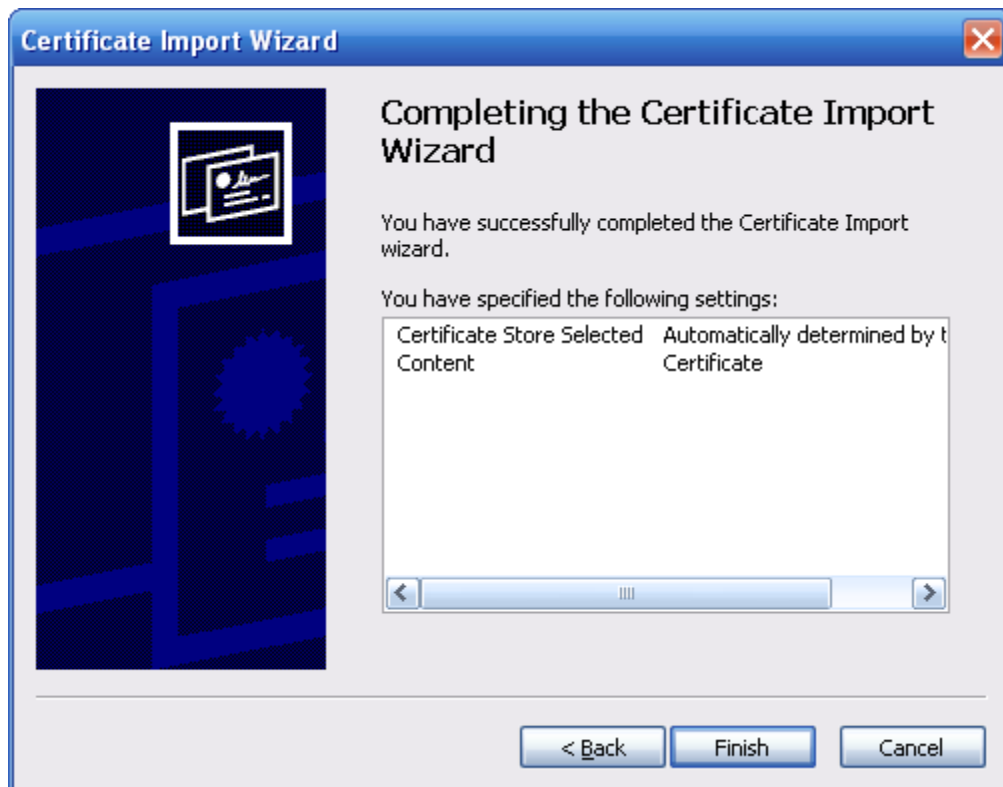 Certificate Import Wizard
Completing the Certificate Import
Wizard
You have successfully completed the Certificate Import
wizard.
You have specified the following settings:
Certificate Store Selected Automatically determined by t
Content Certificate
< Back Finish Cancel